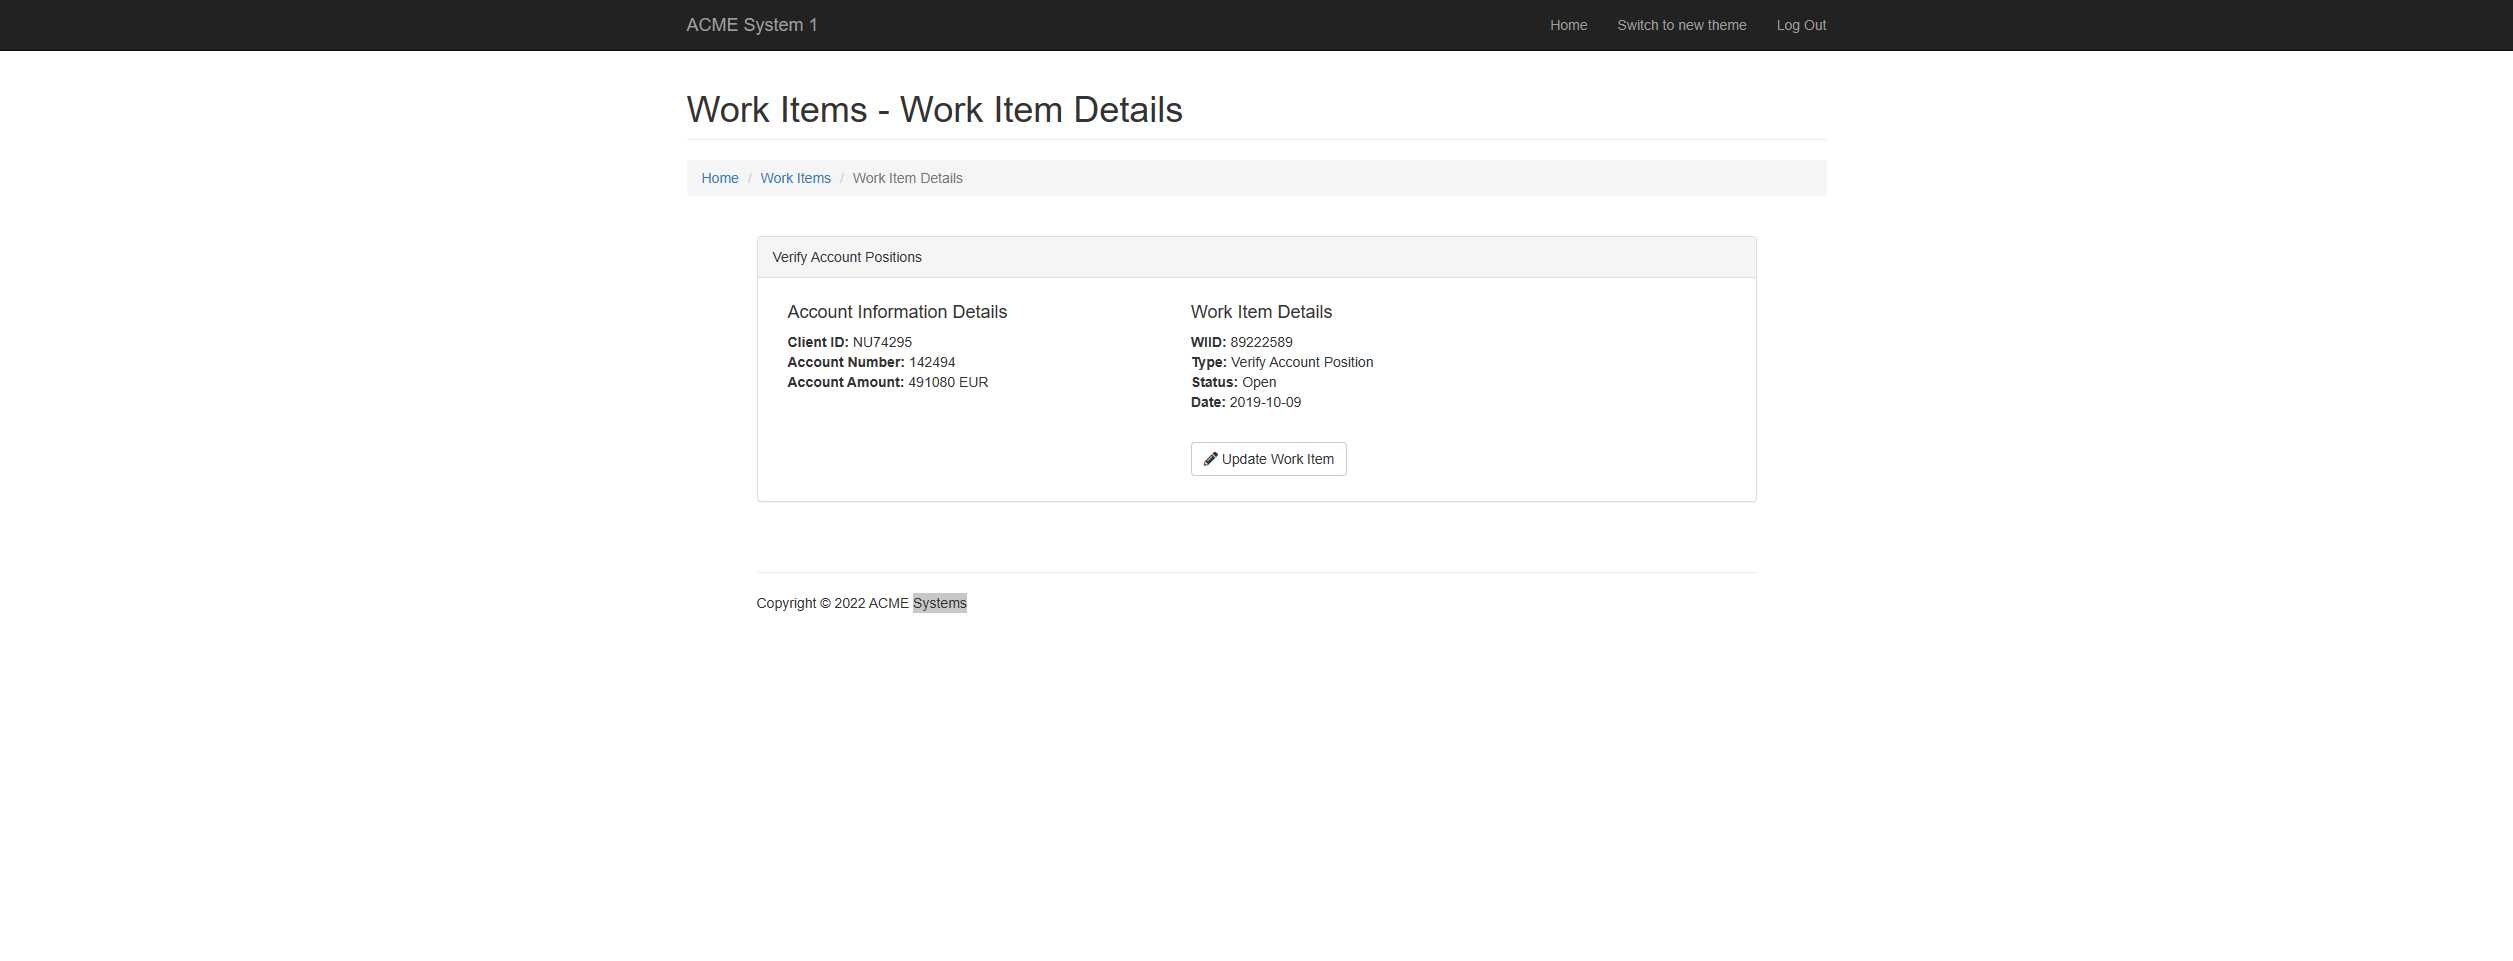 ACME System 1
Home
Switch to new theme
Log Out
Work Items - Work Item Details
Home / Work Items / Work Item Details
Verify Account Positions
Account Information Details
Client ID: NU74295
Account Number: 142494
Account Amount: 491080 EUR
Work Item Details
WIID: 89222589
Type: Verify Account Position
Status: Open
Date: 2019-10-09
Update Work Item
Copyright © 2022 ACME Systems